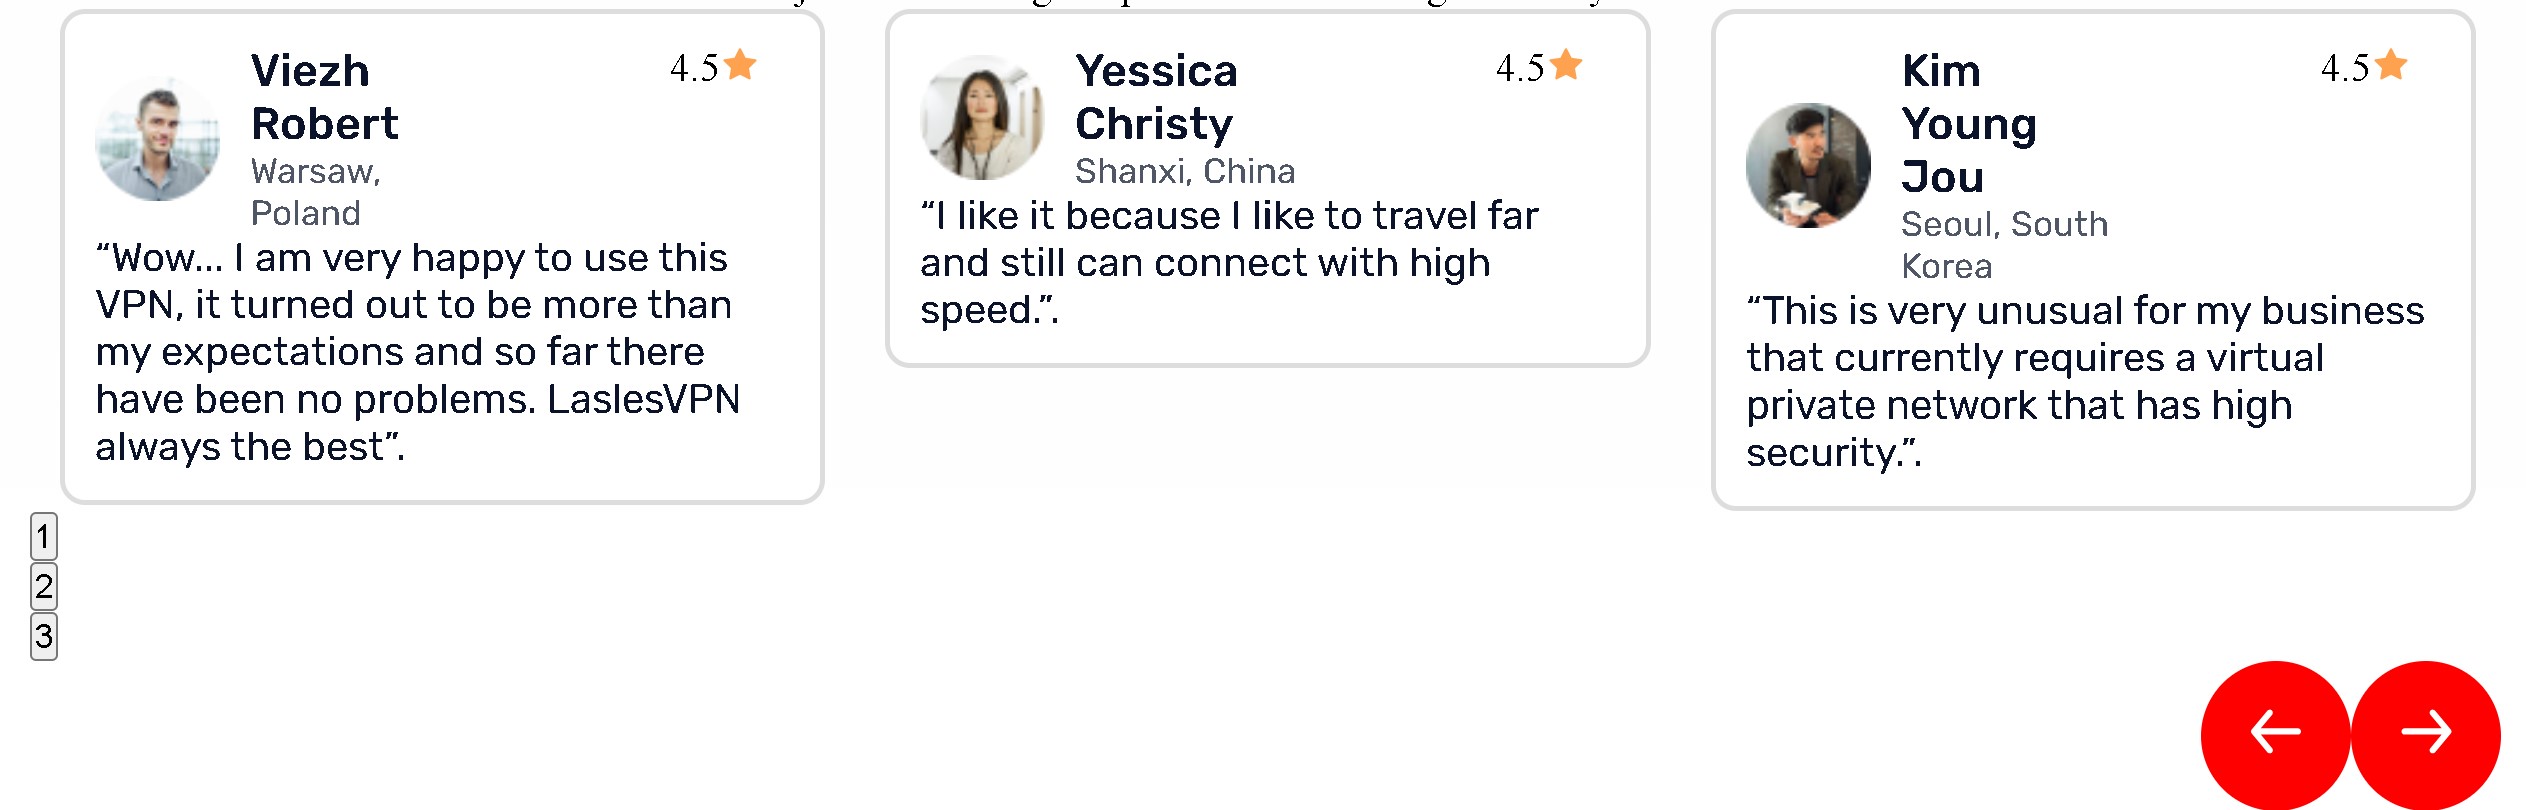 Viezh
Robert
4.5
Warsaw,
Poland
“Wow... I am very happy to use this
VPN, it turned out to be more than
my expectations and so far there
have been no problems. LaslesVPN
always the best”.
Yessica
Christy
4.5
Shanxi, China
“I like it because I like to travel far
and still can connect with high
speed.”.
Kim
Young
Jou
4.5
Seoul, South
Korea
“This is very unusual for my business
that currently requires a virtual
private network that has high
security.”.
1
2
3